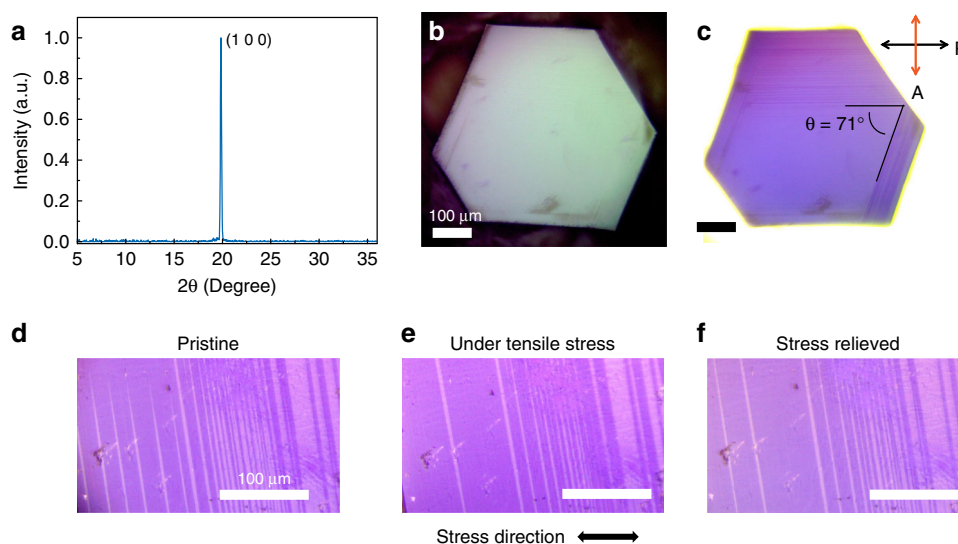 a
Intensity (a.u.)
1.0
0.8
0.6
0.4
0.2
0.0
(1 0 0)
5 10 15 20 25 30 35
2θ (Degree)
b
100 μm
c
P
A
θ = 71°
d
Pristine
100 μm
e
Under tensile stress
f
Stress relieved
Stress direction